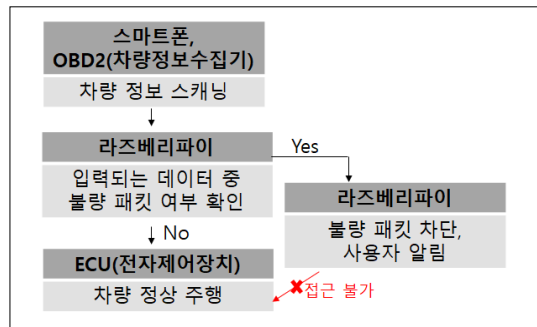 스마트폰,
OBD2(차량정보수집기)
차량 정보 스캐닝
라즈베리파이
입력되는 데이터 중
불량 패킷 여부 확인
Yes
라즈베리파이
불량 패킷 차단,
사용자 알림
No
ECU(전자제어장치)
차량 정상 주행
✖접근 불가